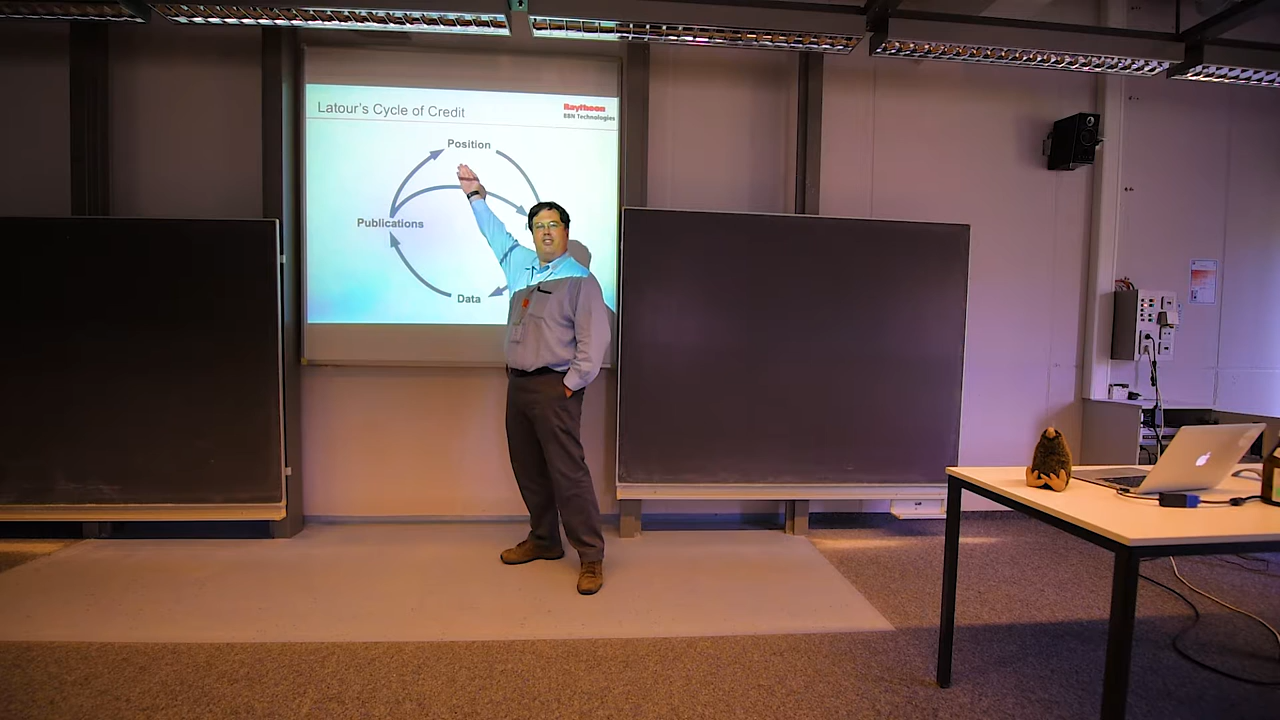 Latour's Cycle of Credit
Raytheon
BBN Technologies
Position
Publications
Data